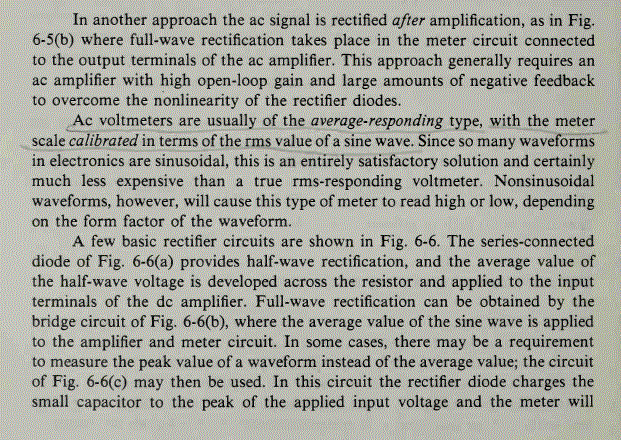 In another approach the ac signal is rectified after amplification, as in Fig.
6-5(b) where full-wave rectification takes place in the meter circuit connected
to the output terminals of the ac amplifier. This approach generally requires an
ac amplifier with high open-loop gain and large amounts of negative feedback
to overcome the nonlinearity of the rectifier diodes.
Ac voltmeters are usually of the average-responding type, with the meter
scale calibrated in terms of the rms value of a sine wave. Since so many waveforms
in electronics are sinusoidal, this is an entirely satisfactory solution and certainly
much less expensive than a true rms-responding voltmeter. Nonsinusoidal
waveforms, however, will cause this type of meter to read high or low, depending
on the form factor of the waveform.
A few basic rectifier circuits are shown in Fig. 6-6. The series-connected
diode of Fig. 6-6(a) provides half-wave rectification, and the average value of
the half-wave voltage is developed across the resistor and applied to the input
terminals of the dc amplifier. Full-wave rectification can be obtained by the
bridge circuit of Fig. 6-6(b), where the average value of the sine wave is applied
to the amplifier and meter circuit. In some cases, there may be a requirement
to measure the peak value of a waveform instead of the average value; the circuit
of Fig. 6-6(c) may then be used. In this circuit the rectifier diode charges the
small capacitor to the peak of the applied input voltage and the meter will